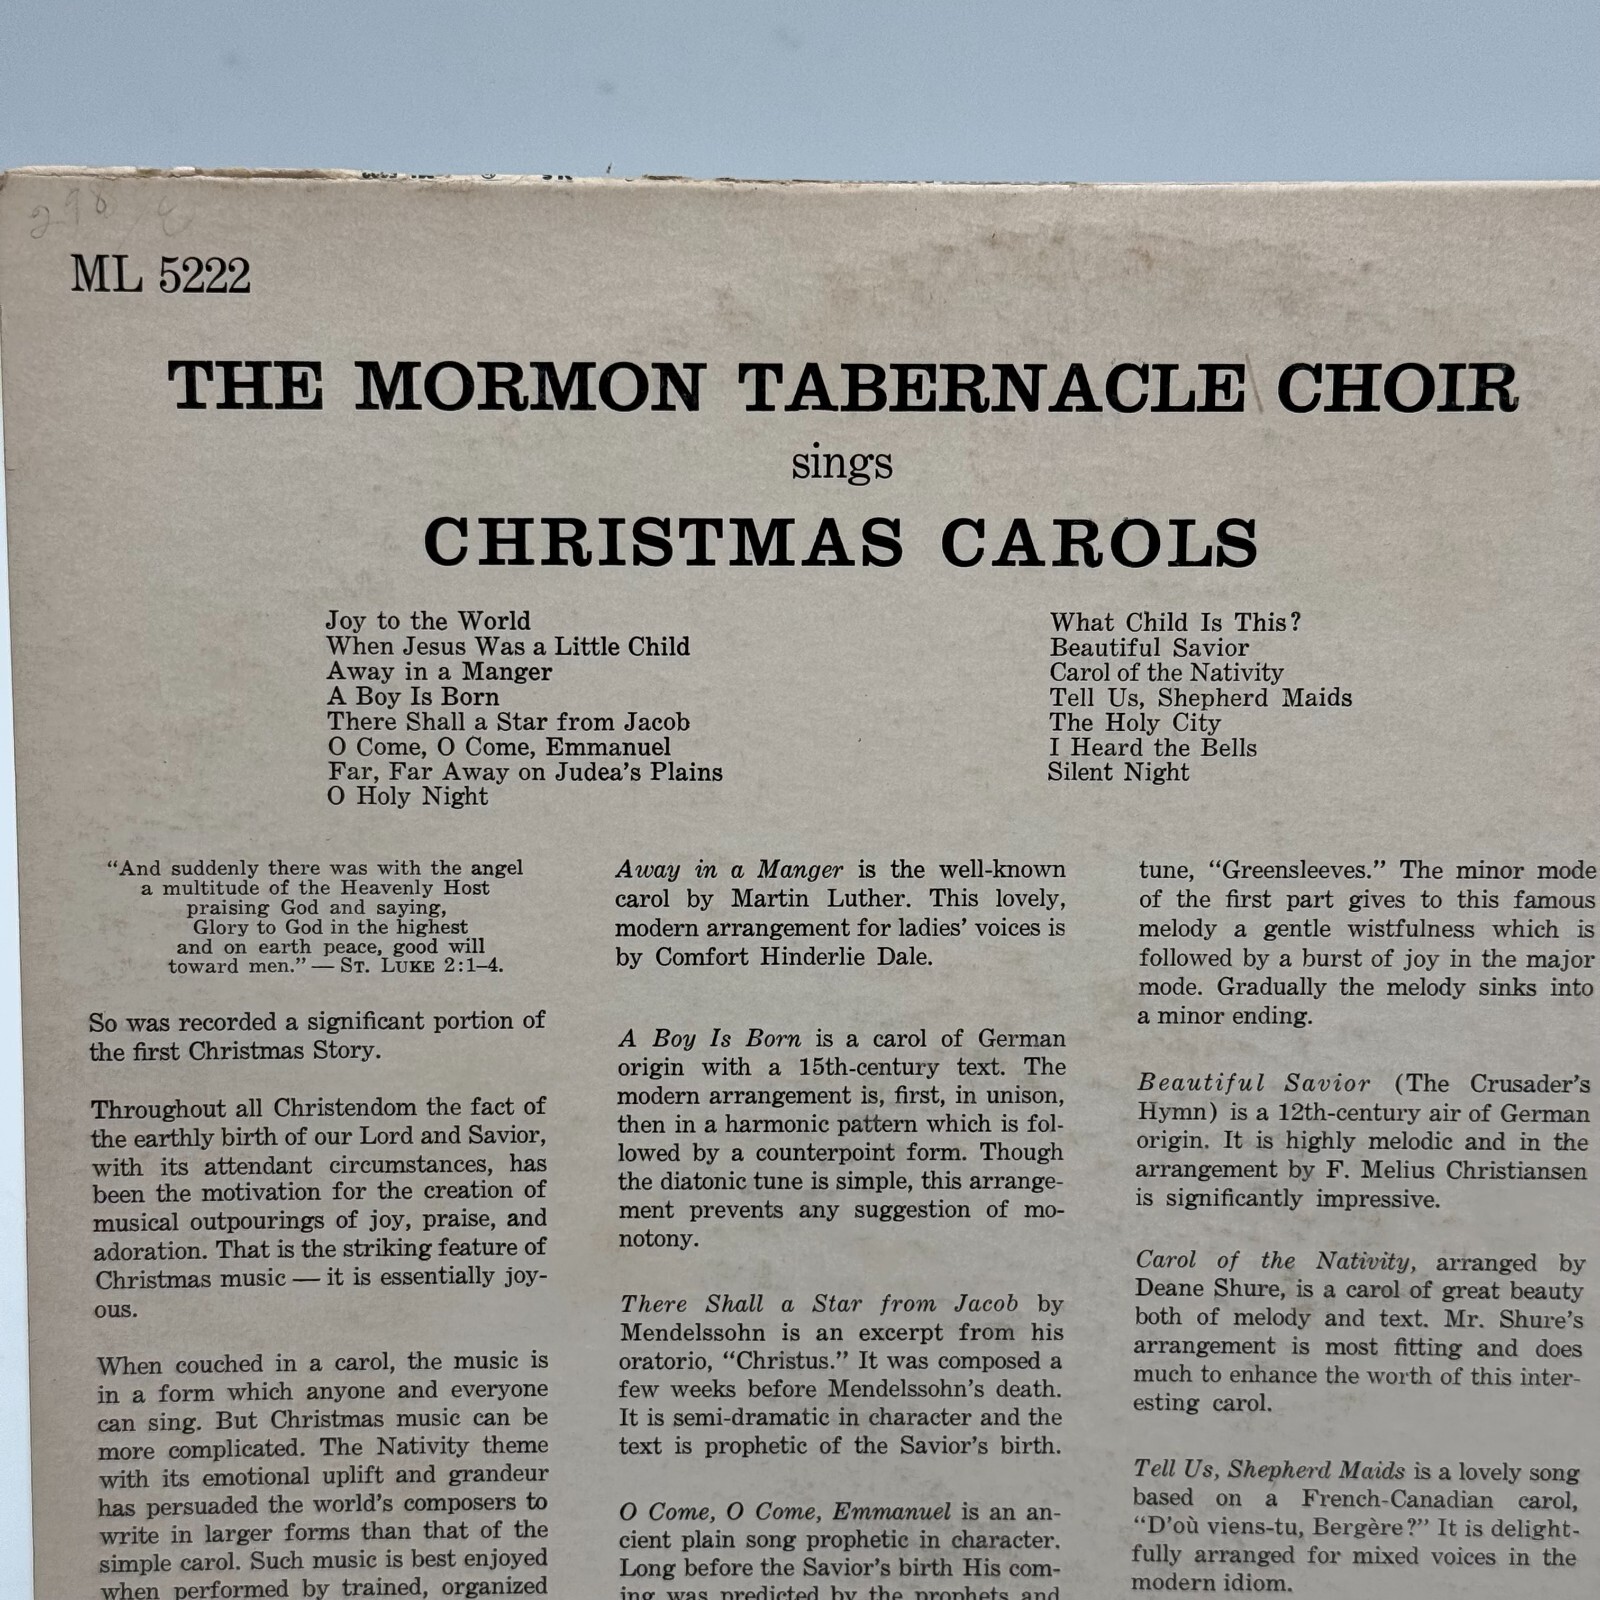 298
ML 5222
THE MORMON TABERNACLE CHOIR
sings
CHRISTMAS CAROLS
Joy to the World
When Jesus Was a Little Child
Away in a Manger
A Boy Is Born
There Shall a Star from Jacob
O Come, O Come, Emmanuel
Far, Far Away on Judea's Plains
O Holy Night
What Child Is This?
Beautiful Savior
Carol of the Nativity
Tell Us, Shepherd Maids
The Holy City
I Heard the Bells
Silent Night
“And suddenly there was with the angel
a multitude of the Heavenly Host
praising God and saying,
Glory to God in the highest
and on earth peace, good will
toward men.” — ST. LUKE 2:1–4.
So was recorded a significant portion of
the first Christmas Story.
Throughout all Christendom the fact of
the earthly birth of our Lord and Savior,
with its attendant circumstances, has
been the motivation for the creation of
musical outpourings of joy, praise, and
adoration. That is the striking feature of
Christmas music — it is essentially joy-
ous.
When couched in a carol, the music is
in a form which anyone and everyone
can sing. But Christmas music can be
more complicated. The Nativity theme
with its emotional uplift and grandeur
has persuaded the world's composers to
write in larger forms than that of the
simple carol. Such music is best enjoyed
when performed by trained, organized
Away in a Manger is the well-known
carol by Martin Luther. This lovely,
modern arrangement for ladies' voices is
by Comfort Hinderlie Dale.
A Boy Is Born is a carol of German
origin with a 15th-century text. The
modern arrangement is, first, in unison,
then in a harmonic pattern which is fol-
lowed by a counterpoint form. Though
the diatonic tune is simple, this arrange-
ment prevents any suggestion of mo-
notony.
There Shall a Star from Jacob by
Mendelssohn is an excerpt from his
oratorio, “Christus.” It was composed a
few weeks before Mendelssohn's death.
It is semi-dramatic in character and the
text is prophetic of the Savior's birth.
O Come, O Come, Emmanuel is an an-
cient plain song prophetic in character.
Long before the Savior's birth His com-
ing was predicted by the prophets and
tune, “Greensleeves.” The minor mode
of the first part gives to this famous
melody a gentle wistfulness which is
followed by a burst of joy in the major
mode. Gradually the melody sinks into
a minor ending.
Beautiful Savior (The Crusader's
Hymn) is a 12th-century air of German
origin. It is highly melodic and in the
arrangement by F. Melius Christiansen
is significantly impressive.
Carol of the Nativity, arranged by
Deane Shure, is a carol of great beauty
both of melody and text. Mr. Shure's
arrangement is most fitting and does
much to enhance the worth of this inter-
esting carol.
Tell Us, Shepherd Maids is a lovely song
based on a French-Canadian carol,
“D'où viens-tu, Bergère?” It is delight-
fully arranged for mixed voices in the
modern idiom.